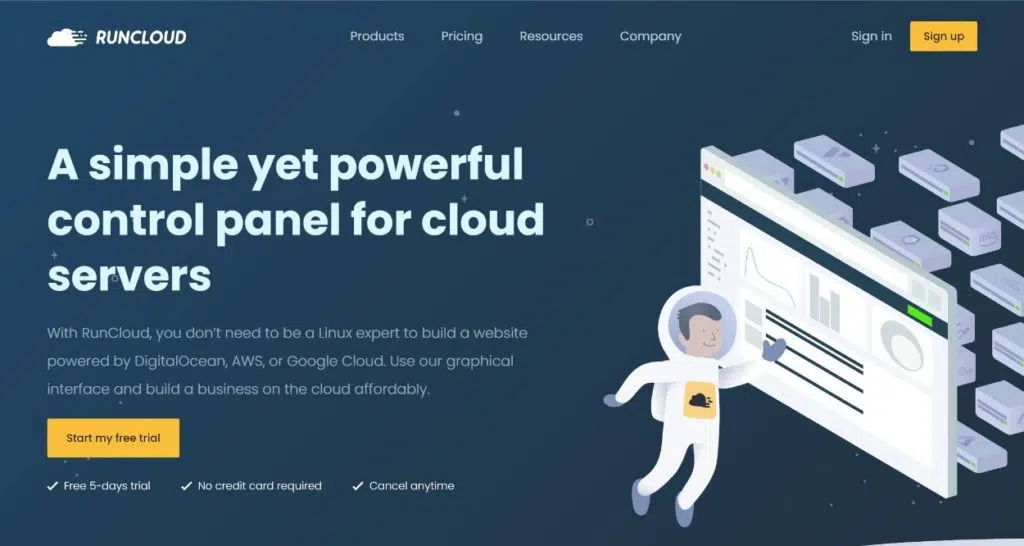 RUNCLOUD
Products
Pricing
Resources
Company
Sign in
Sign up
A simple yet powerful
control panel for cloud
servers
With RunCloud, you don’t need to be a Linux expert to build a website
powered by DigitalOcean, AWS, or Google Cloud. Use our graphical
interface and build a business on the cloud affordably.
Start my free trial
Free 5-days trial
No credit card required
Cancel anytime
aws